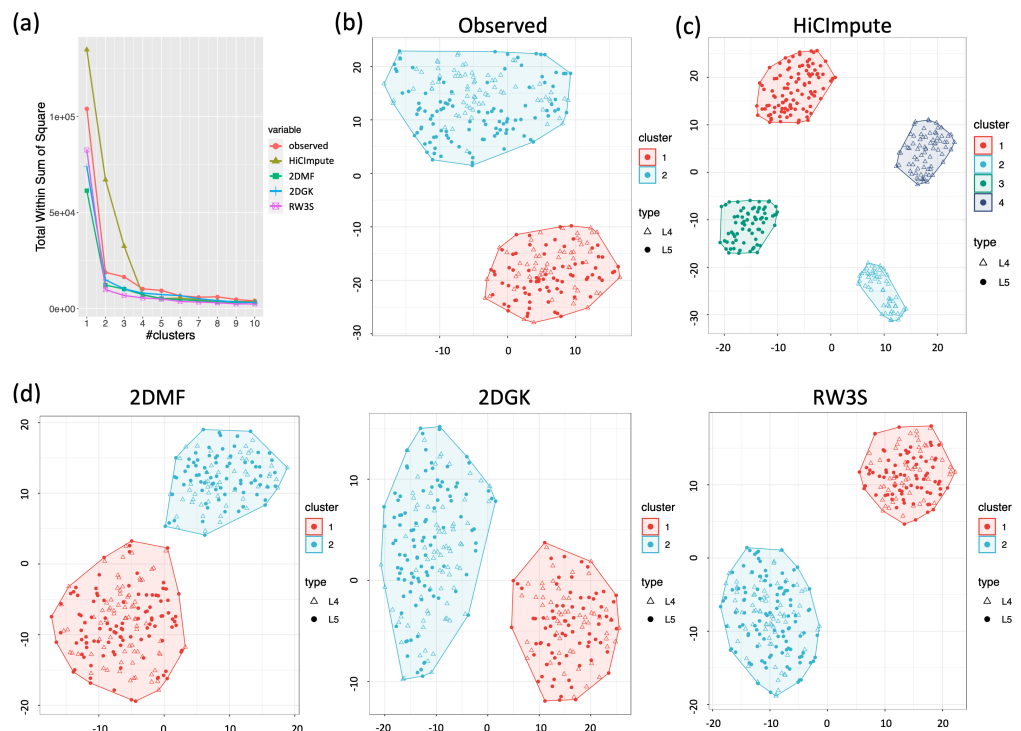 (a)
Total Within Sum of Square
1e+05
5e+04
0e+00
1 2 3 4 5 6 7 8 9 10
#clusters
variable
observed
HiCImpute
2DMF
2DGK
RW3S
(b)
Observed
20
10
0
-10
-20
-30
-10 0 10
cluster
1
2
type
L4
L5
(c)
HiCImpute
20
10
0
-10
-20
-30
-20 -10 0 10 20
cluster
1
2
3
4
type
L4
L5
(d)
2DMF
20
10
0
-10
-20
-10 0 10 20
cluster
1
2
type
L4
L5
2DGK
10
0
-10
-20 -10 0 10 20
cluster
1
2
type
L4
L5
RW3S
20
10
0
-10
-20
-20 -10 0 10 20
cluster
1
2
type
L4
L5